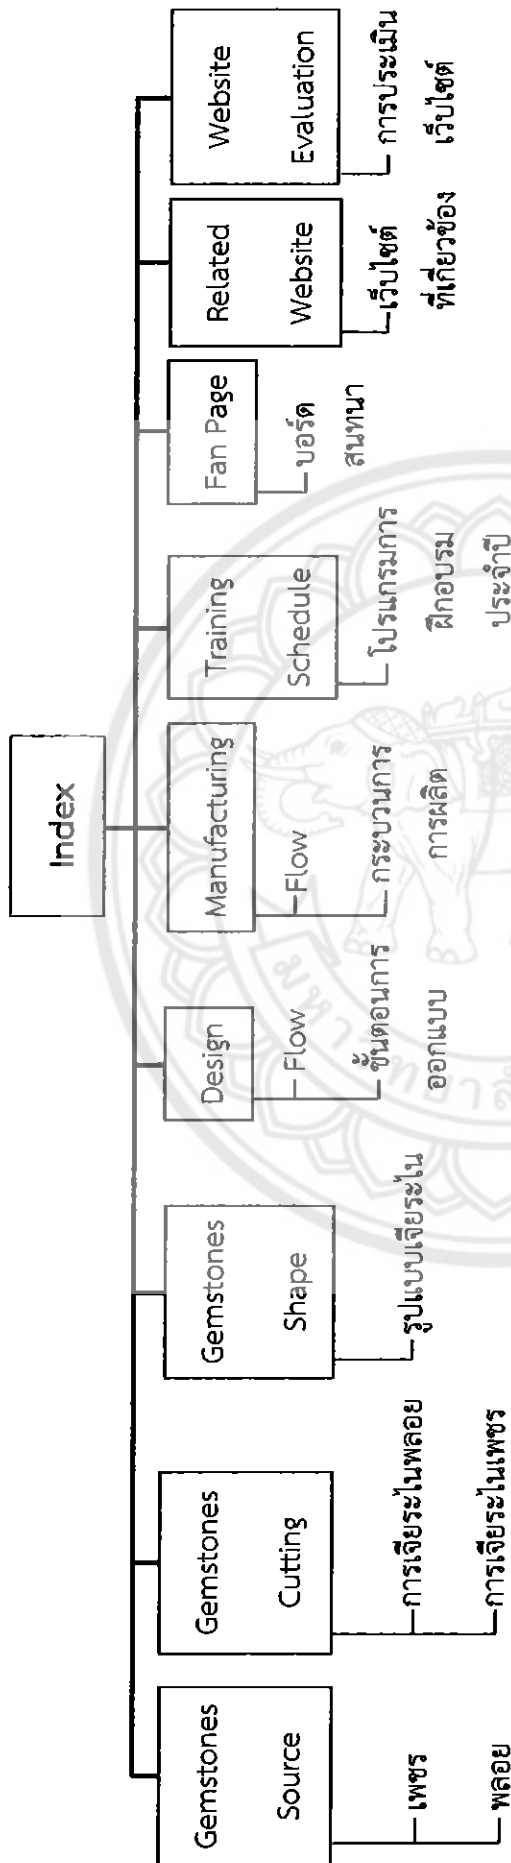 Index
Gemstones
Source
เพชร
พลอย
Gemstones
Cutting
การเจียระไนพลอย
การเจียระไนเพชร
Gemstones
Shape
รูปแบบเจียระไน
Design
Flow
ขั้นตอนการ
ออกแบบ
Manufacturing
Flow
กระบวนการ
การผลิต
Training
Schedule
โปรแกรมการ
ฝึกอบรม
ประจำปี
Fan Page
บอร์ด
สนทนา
Related
Website
เว็บไซต์
ที่เกี่ยวข้อง
Website
Evaluation
การประเมิน
เว็บไซต์